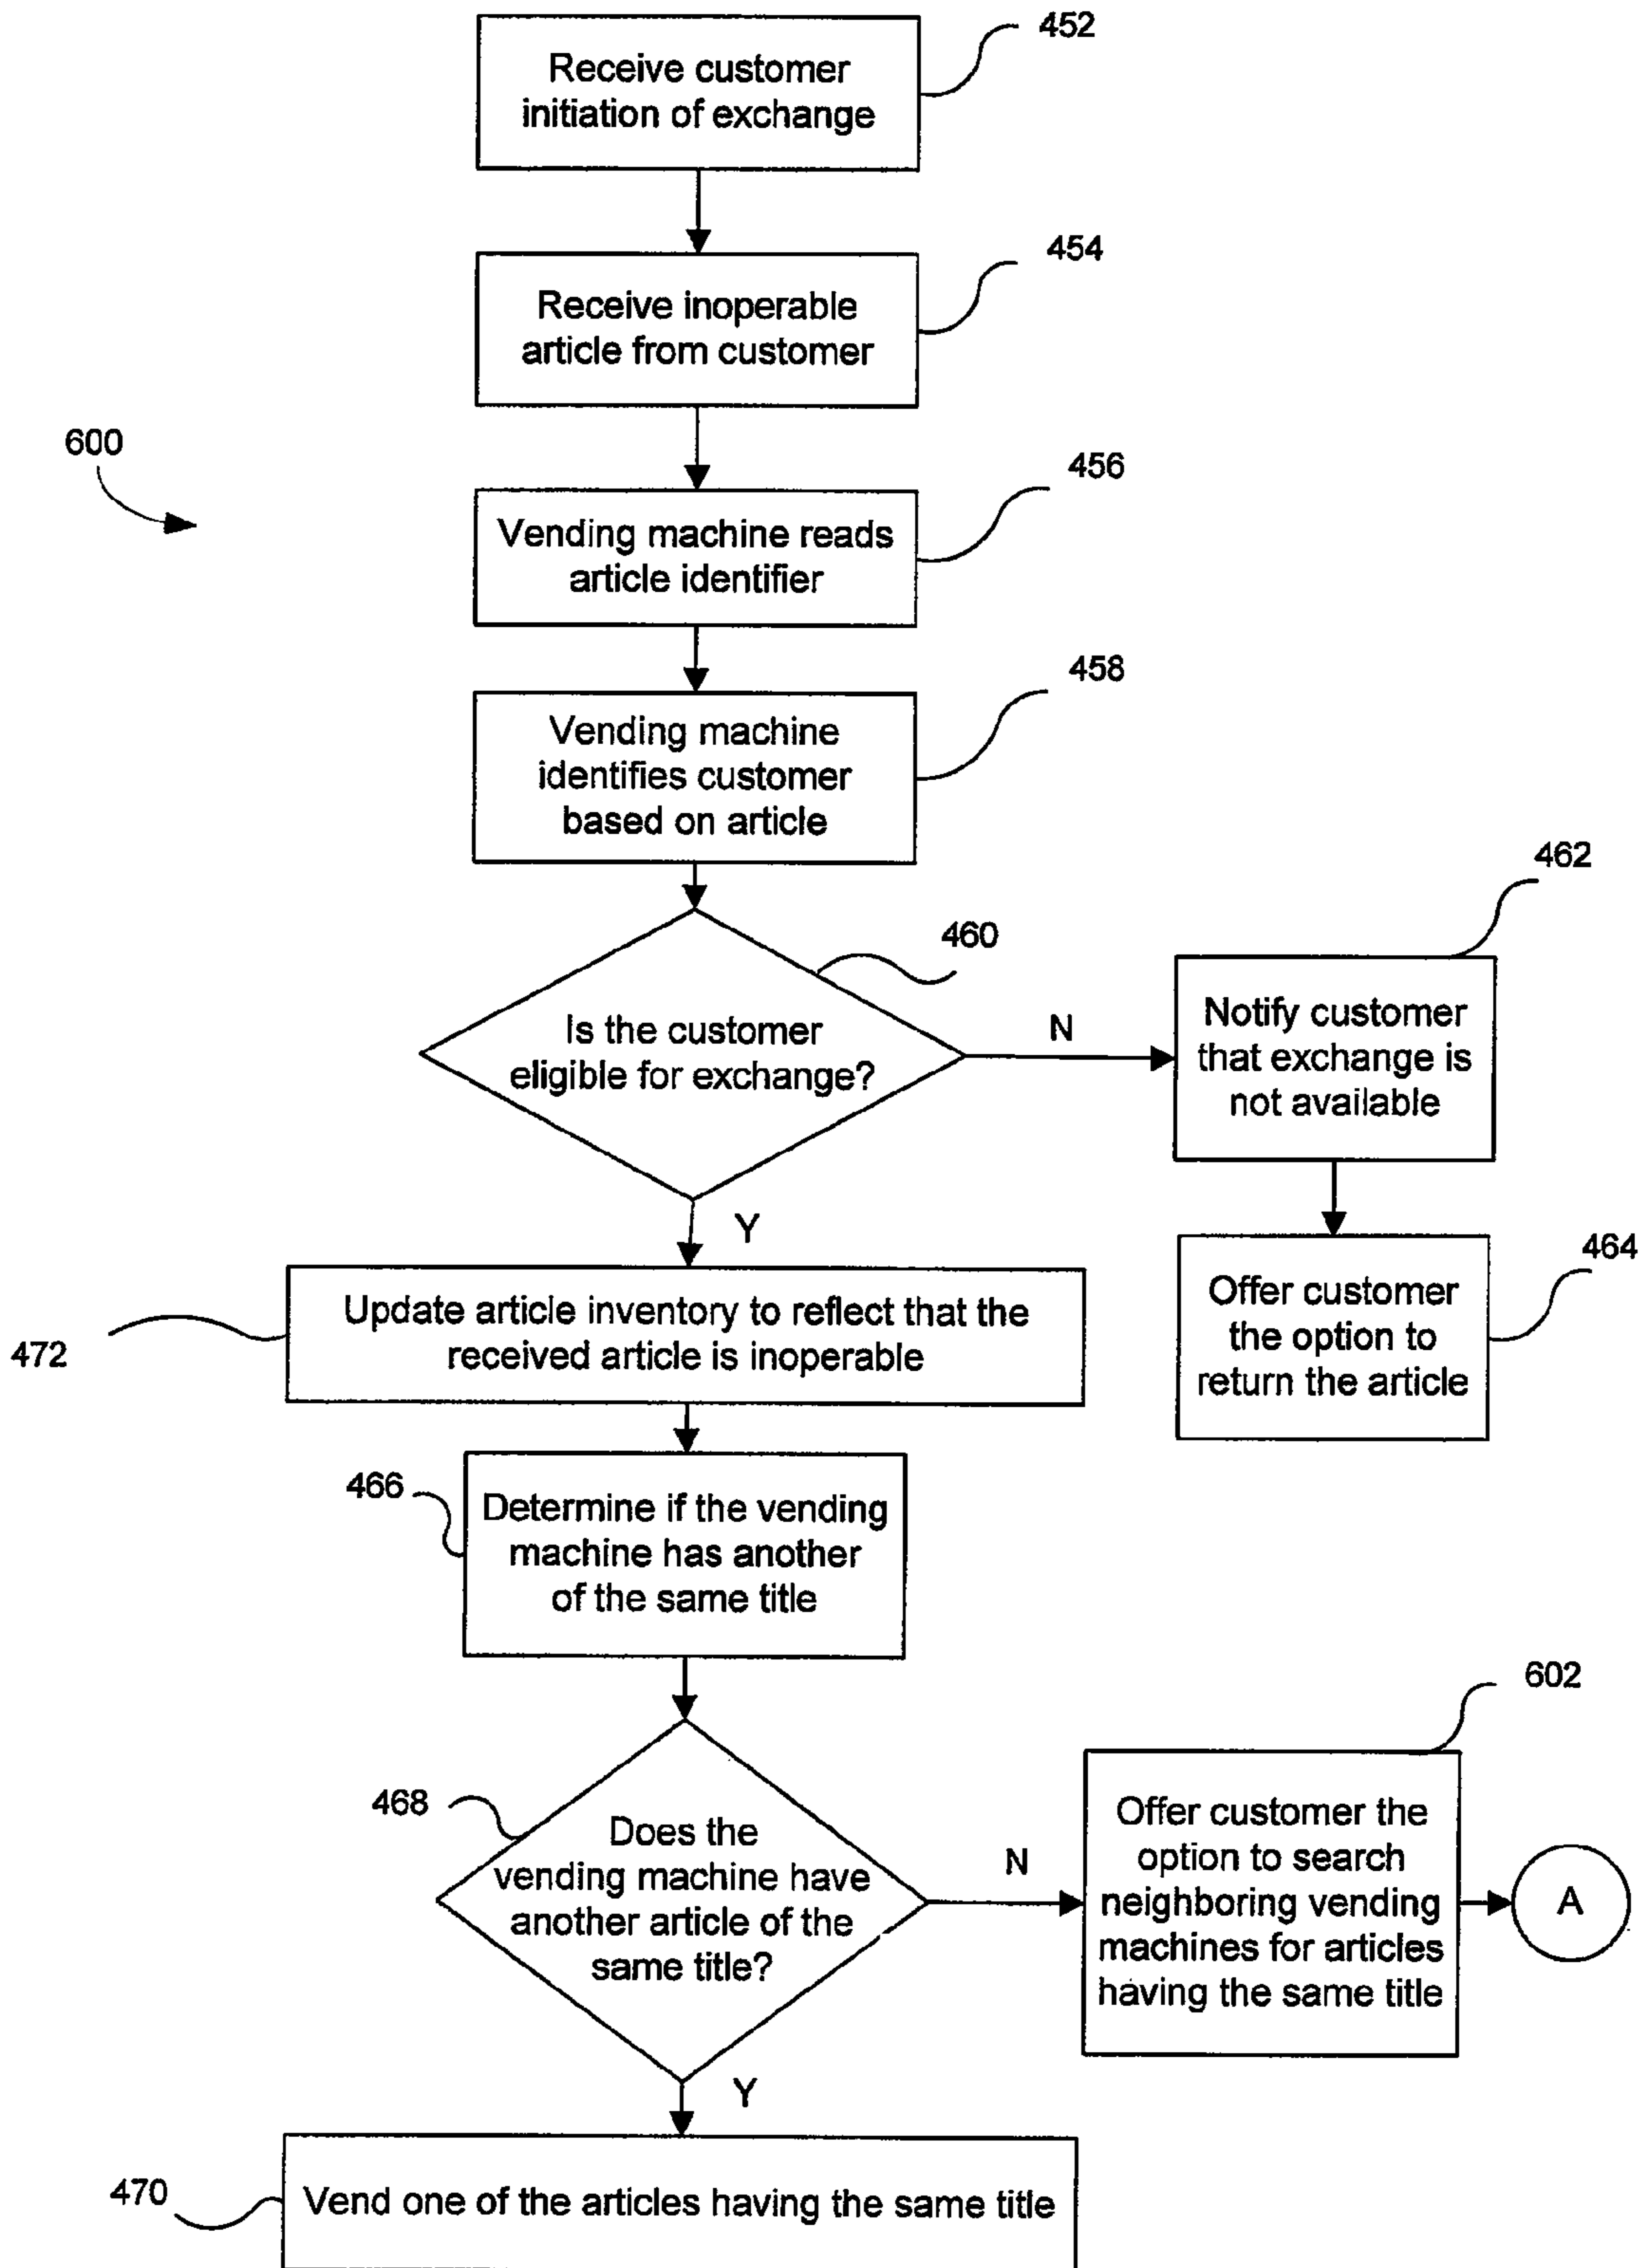 452
Receive customer
initiation of exchange
454
Receive inoperable
article from customer
600
456
Vending machine reads
article identifier
458
Vending machine
identifies customer
based on article
460
Is the customer
eligible for exchange?
N
462
Notify customer
that exchange is
not available
464
Offer customer
the option to
return the article
Y
472
Update article inventory to reflect that the
received article is inoperable
466
Determine if the vending
machine has another
of the same title
468
Does the
vending machine have
another article of the
same title?
N
602
Offer customer the
option to search
neighboring vending
machines for articles
having the same title
A
Y
470
Vend one of the articles having the same title